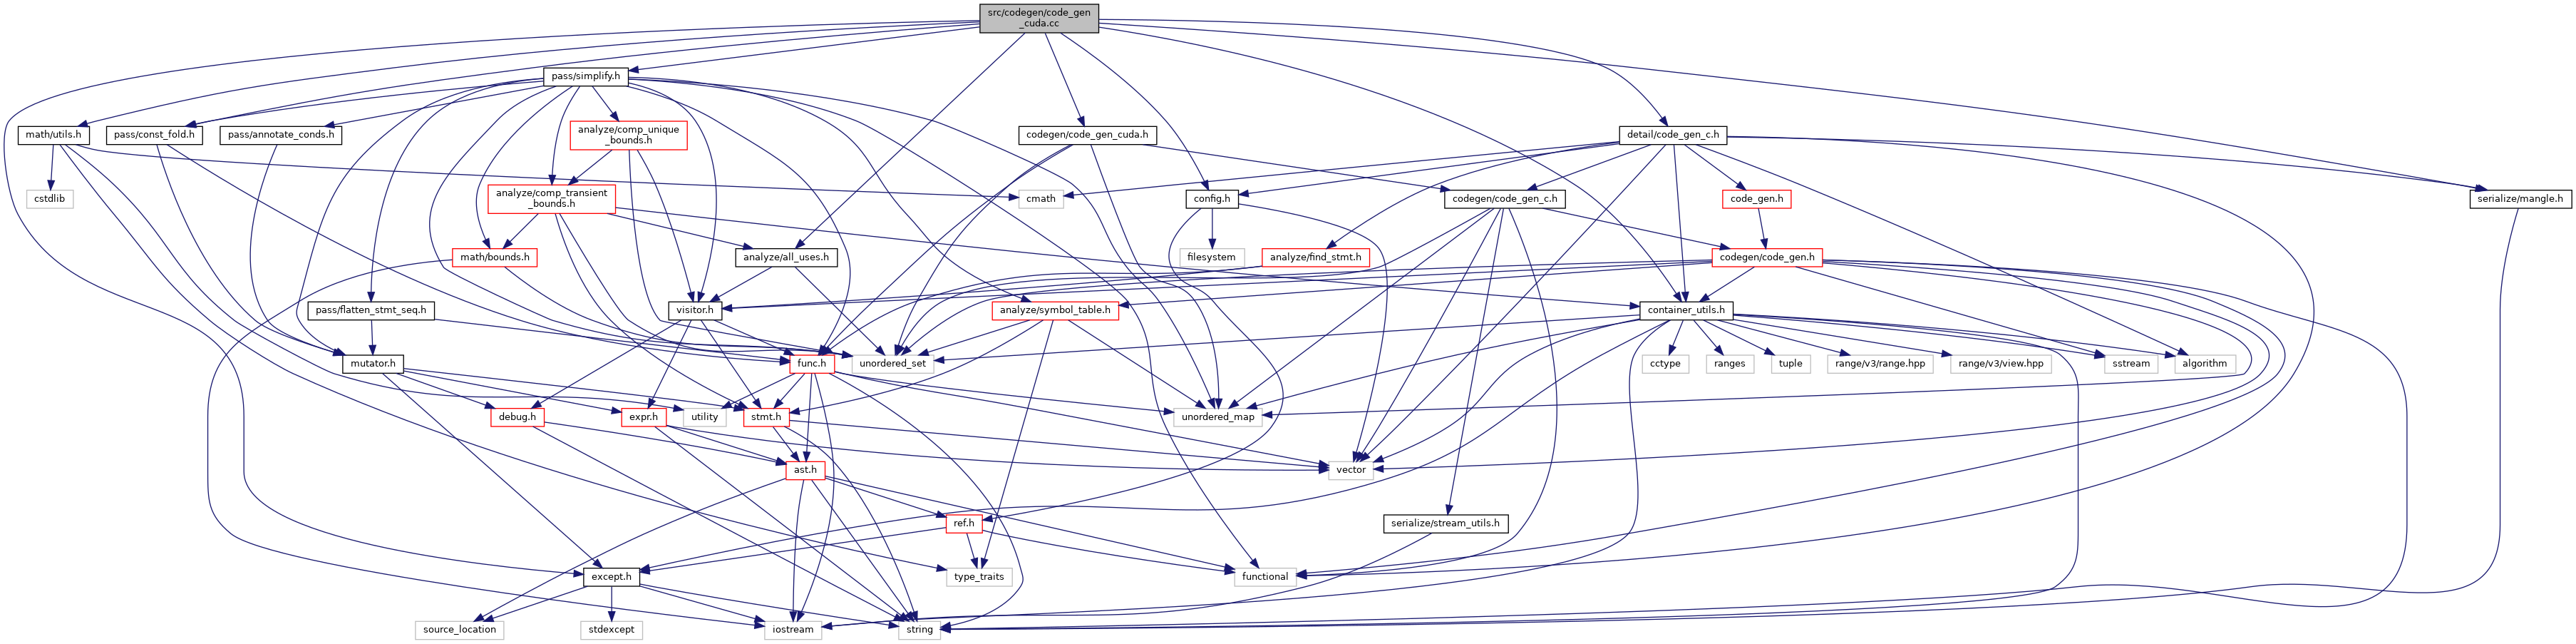 src/codegen/code_gen
_cuda.cc
pass/simplify.h
math/utils.h
pass/const_fold.h
pass/annotate_conds.h
analyze/comp_unique
_bounds.h
codegen/code_gen_cuda.h
detail/code_gen_c.h
cstdlib
analyze/comp_transient
_bounds.h
cmath
config.h
codegen/code_gen_c.h
code_gen.h
serialize/mangle.h
math/bounds.h
analyze/all_uses.h
filesystem
analyze/find_stmt.h
codegen/code_gen.h
pass/flatten_stmt_seq.h
visitor.h
analyze/symbol_table.h
container_utils.h
mutator.h
func.h
unordered_set
cctype
ranges
tuple
range/v3/range.hpp
range/v3/view.hpp
sstream
algorithm
debug.h
expr.h
utility
stmt.h
unordered_map
ast.h
vector
ref.h
serialize/stream_utils.h
except.h
type_traits
functional
source_location
stdexcept
iostream
string